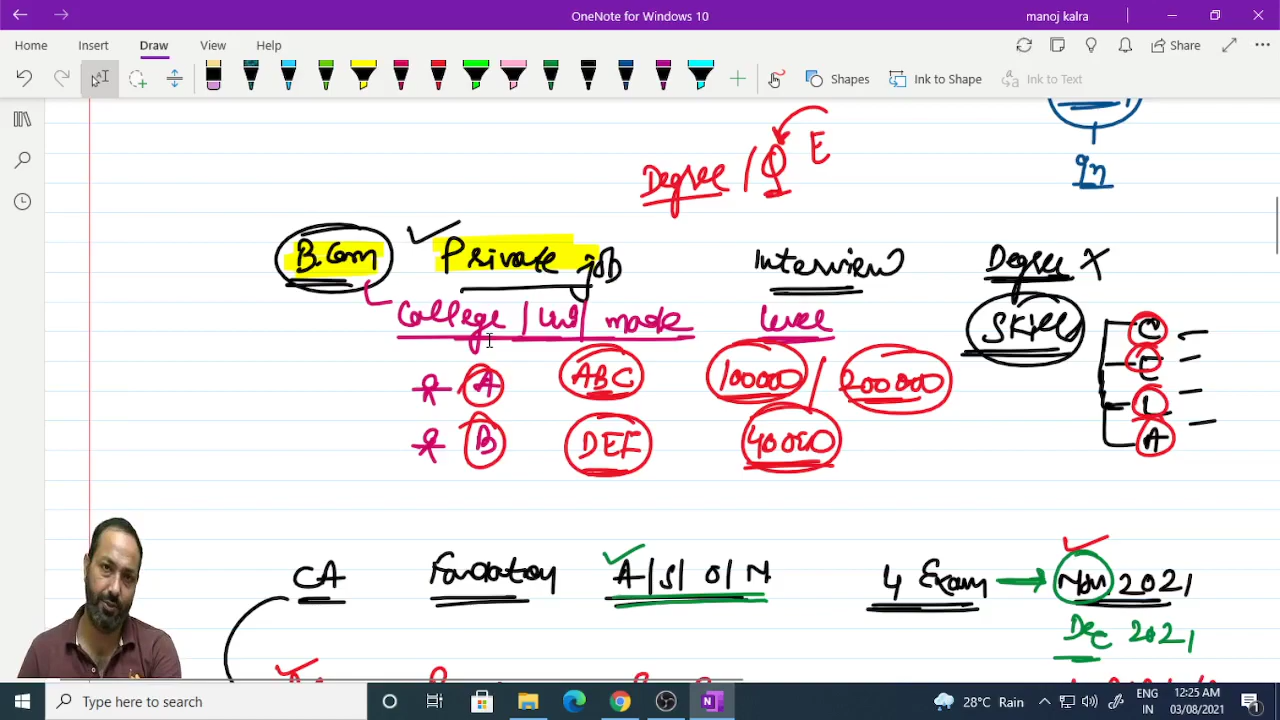 OneNote for Windows 10
manoj kalra
Home Insert Draw View Help
Share
Shapes
Ink to Shape
Ink to Text
Degree / Q E
B.Com Private job Interview Degree X
College / Uni / mode level Skill
A ABC 100000 / 200000
B DEF 40000
C
C
D
A
CA Foundation A/S/O/N 4 Exam → Nov 2021
Dec 2021
Type here to search
28°C Rain
ENG
IN
12:25 AM
03/08/2021